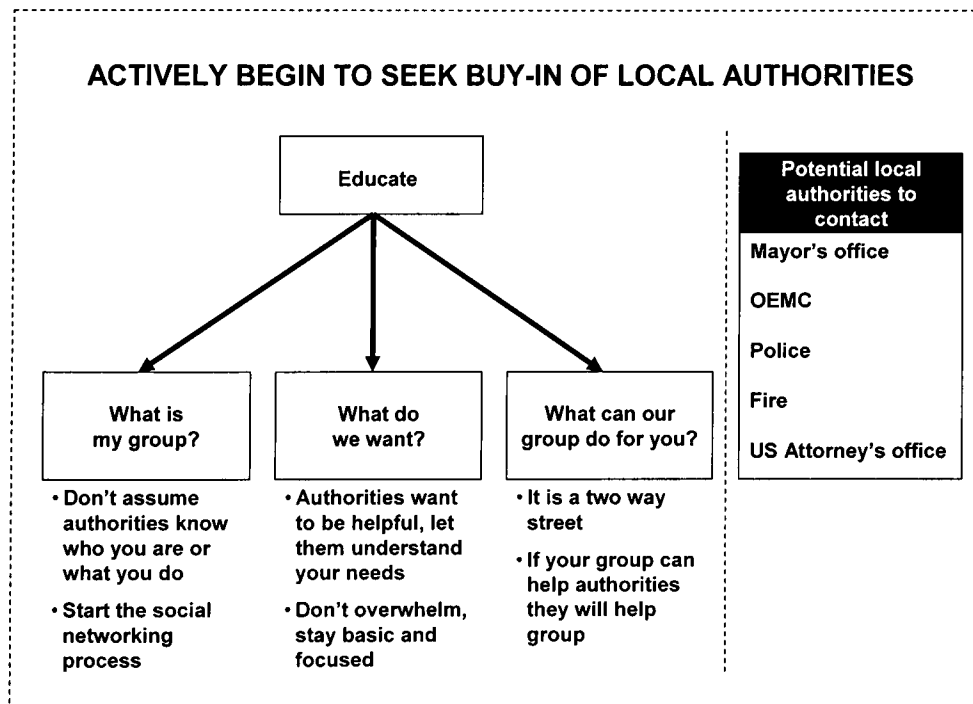 ACTIVELY BEGIN TO SEEK BUY-IN OF LOCAL AUTHORITIES
Educate
What is
my group?
• Don't assume
authorities know
who you are or
what you do
• Start the social
networking
process
What do
we want?
• Authorities want
to be helpful, let
them understand
your needs
• Don't overwhelm,
stay basic and
focused
What can our
group do for you?
• It is a two way
street
• If your group can
help authorities
they will help
group
Potential local
authorities to
contact
Mayor's office
OEMC
Police
Fire
US Attorney's office